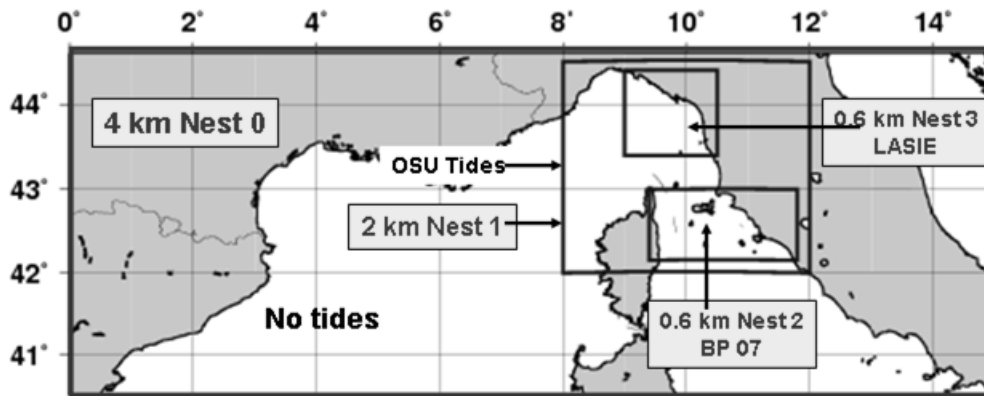 0° 2° 4° 6° 8° 10° 12° 14°
44°
4 km Nest 0
0.6 km Nest 3
LASIE
OSU Tides
43°
2 km Nest 1
42°
No tides
0.6 km Nest 2
BP 07
41°